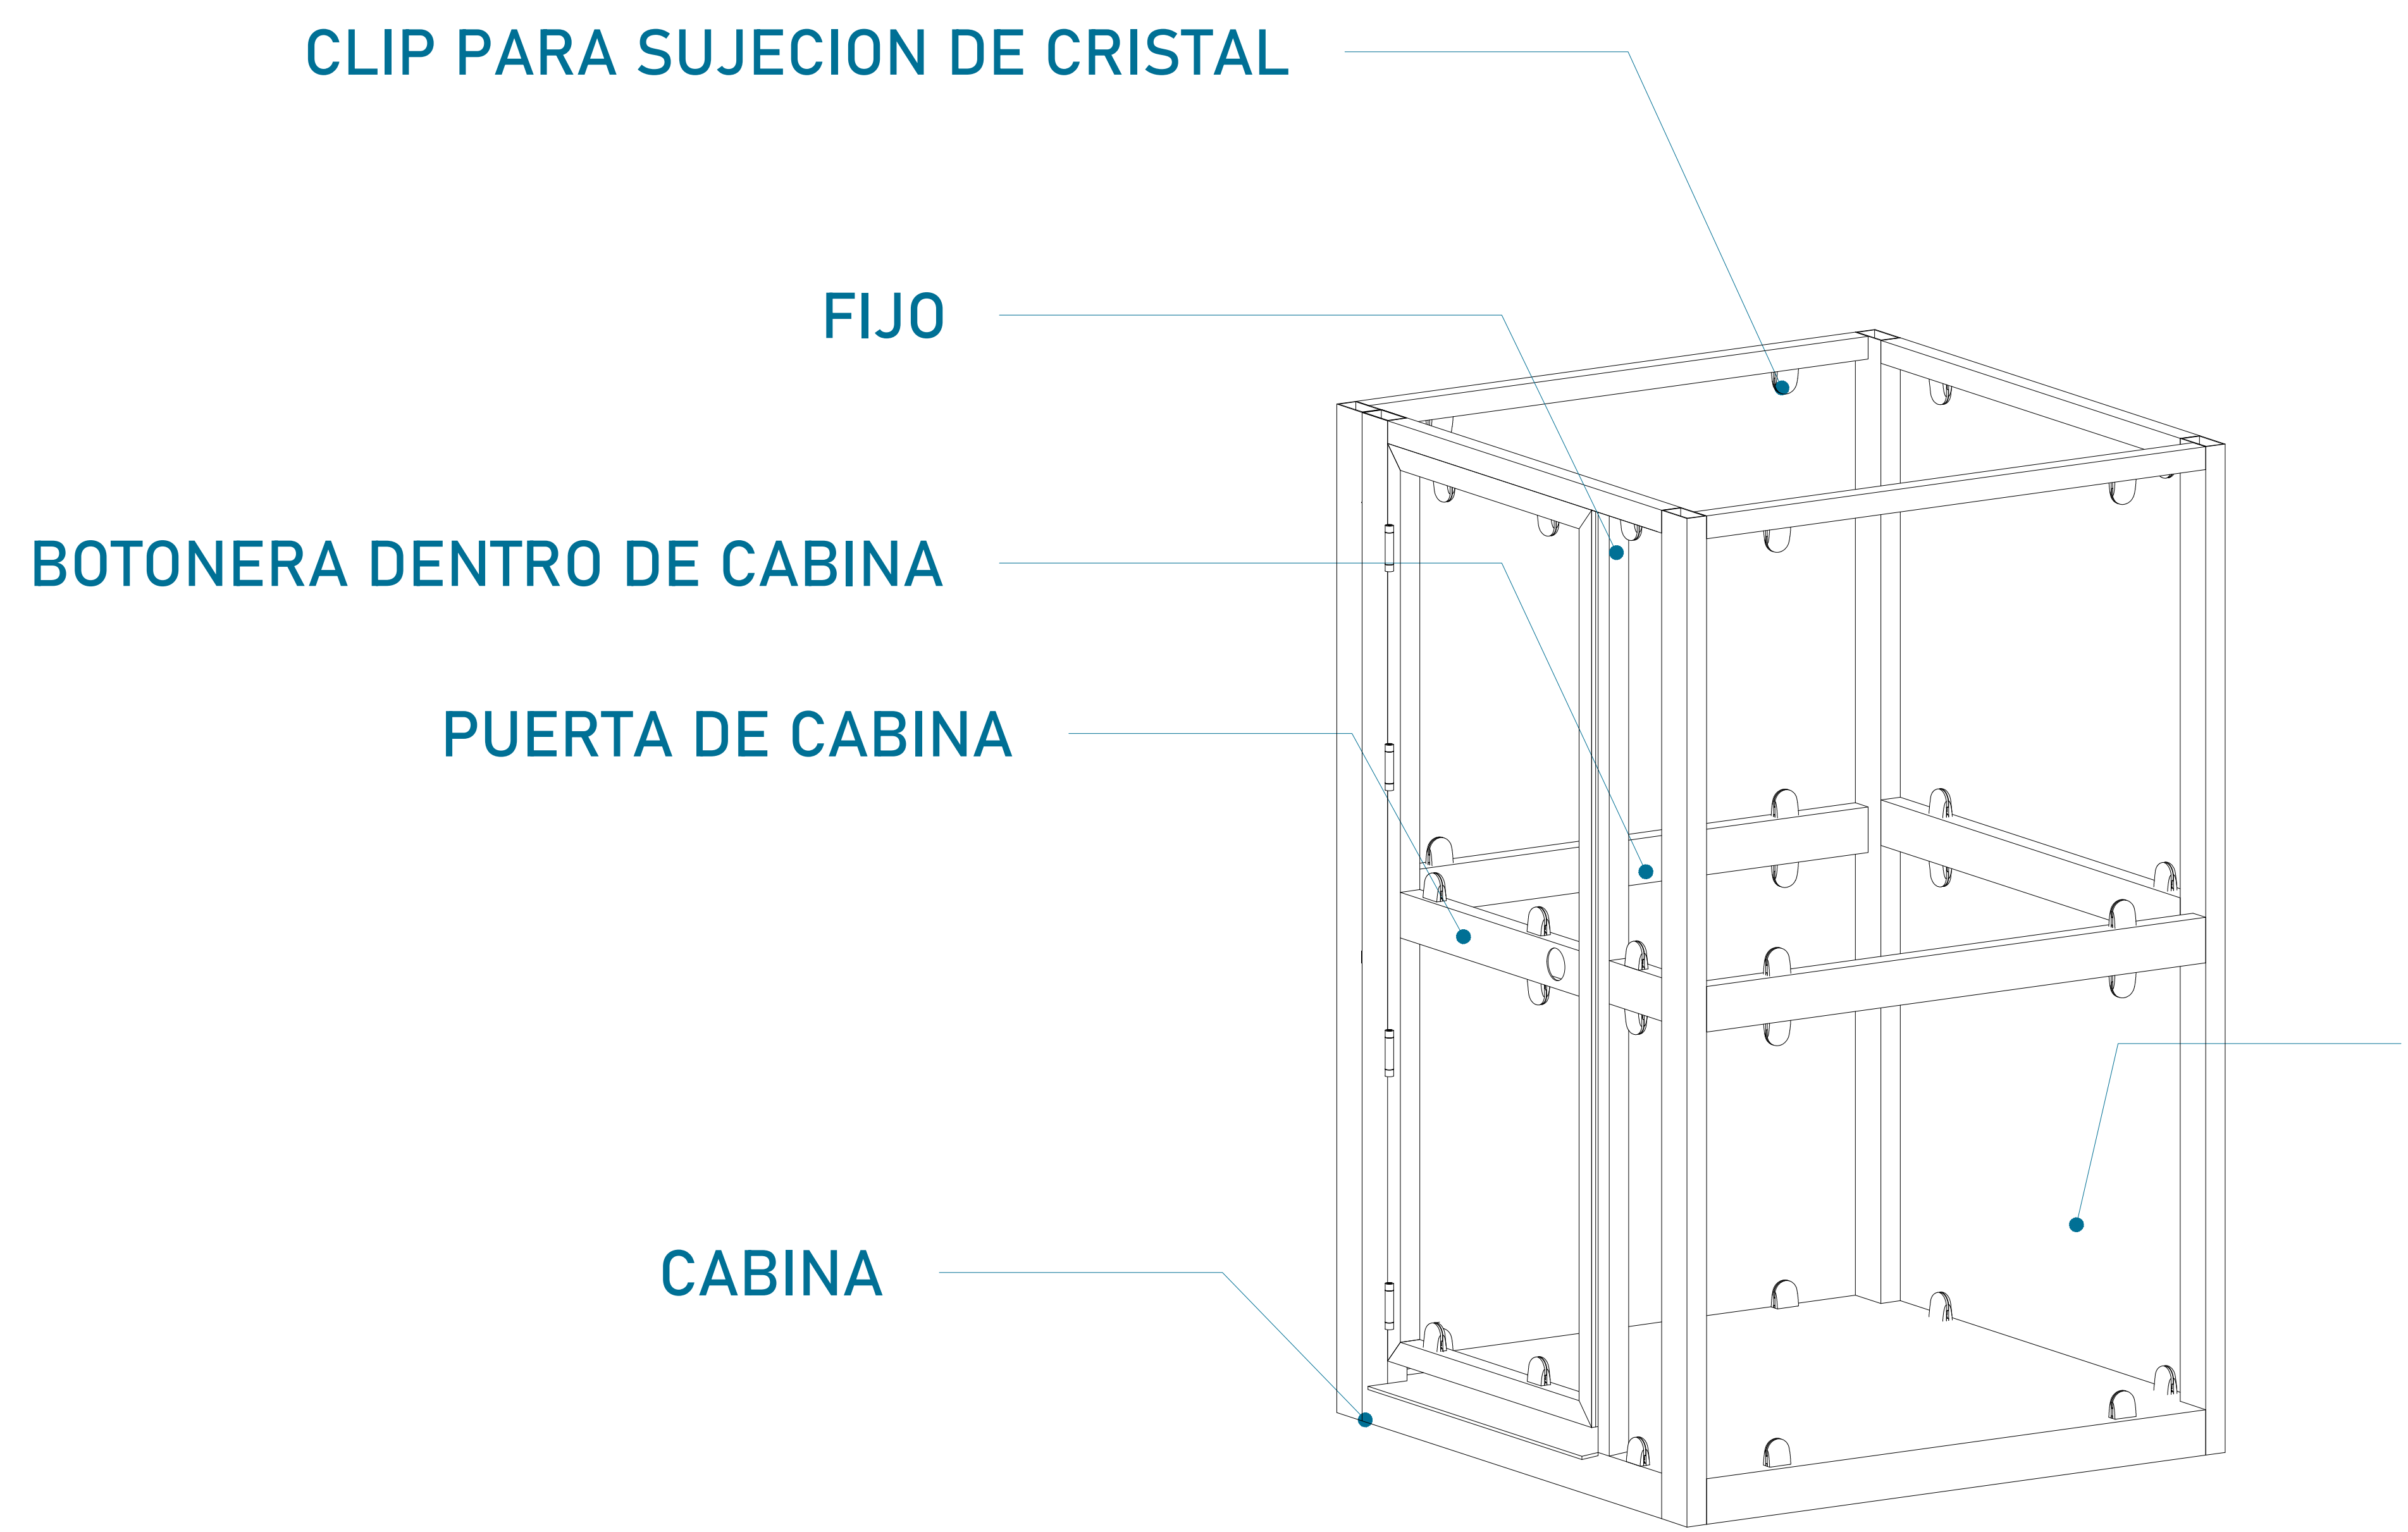 CLIP PARA SUJECION DE CRISTAL
FIJO
BOTONERA DENTRO DE CABINA
PUERTA DE CABINA
CABINA